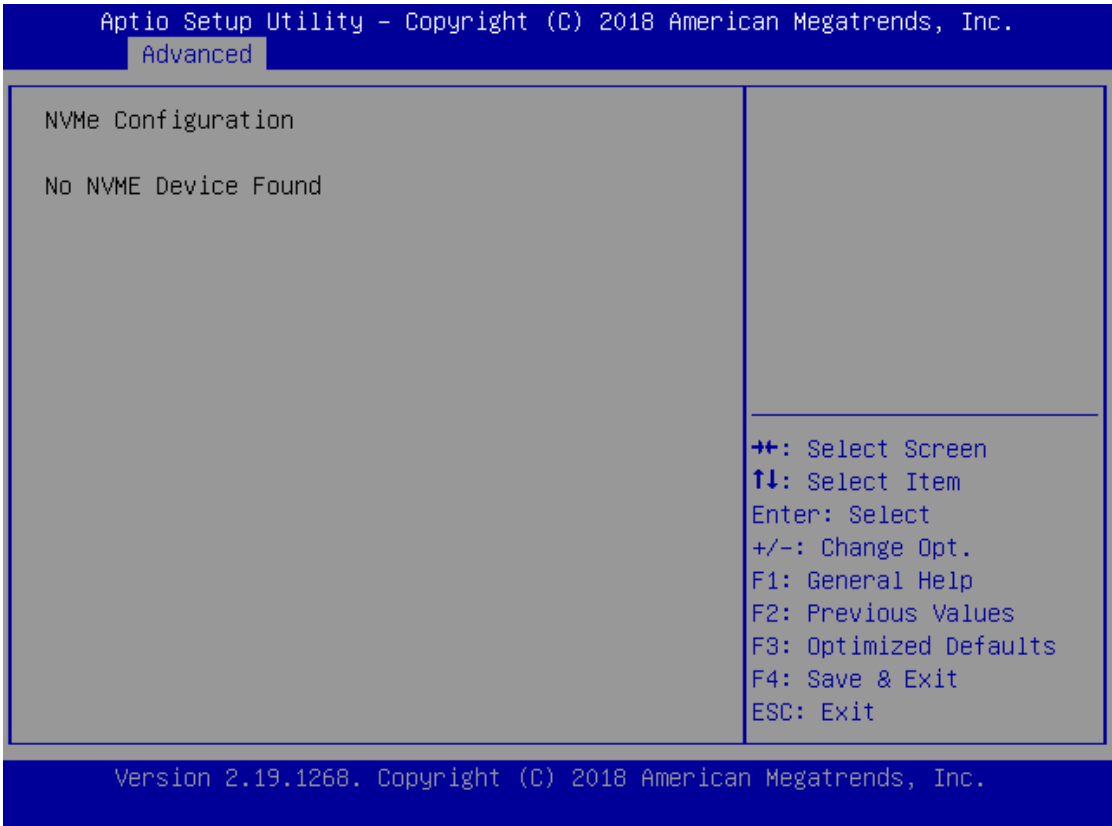 Aptio Setup Utility – Copyright (C) 2018 American Megatrends, Inc.
Advanced
NVMe Configuration
No NVME Device Found
→←: Select Screen
↑↓: Select Item
Enter: Select
+/-: Change Opt.
F1: General Help
F2: Previous Values
F3: Optimized Defaults
F4: Save & Exit
ESC: Exit
Version 2.19.1268. Copyright (C) 2018 American Megatrends, Inc.